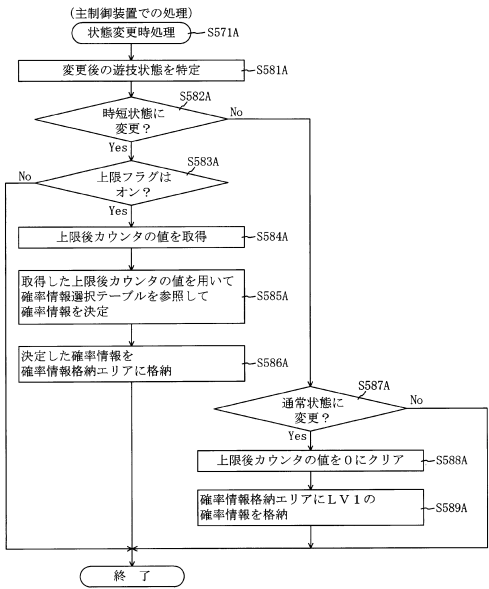 (主制御装置での処理)
状態変更時処理
S571A
変更後の遊技状態を特定
S581A
S582A
時短状態に
変更?
No
Yes
S583A
上限フラグは
オン?
No
Yes
上限後カウンタの値を取得
S584A
取得した上限後カウンタの値を用いて
確率情報選択テーブルを参照して
確率情報を決定
S585A
決定した確率情報を
確率情報格納エリアに格納
S586A
S587A
通常状態に
変更?
No
Yes
上限後カウンタの値を0にクリア
S588A
確率情報格納エリアにLV1の
確率情報を格納
S589A
終 了